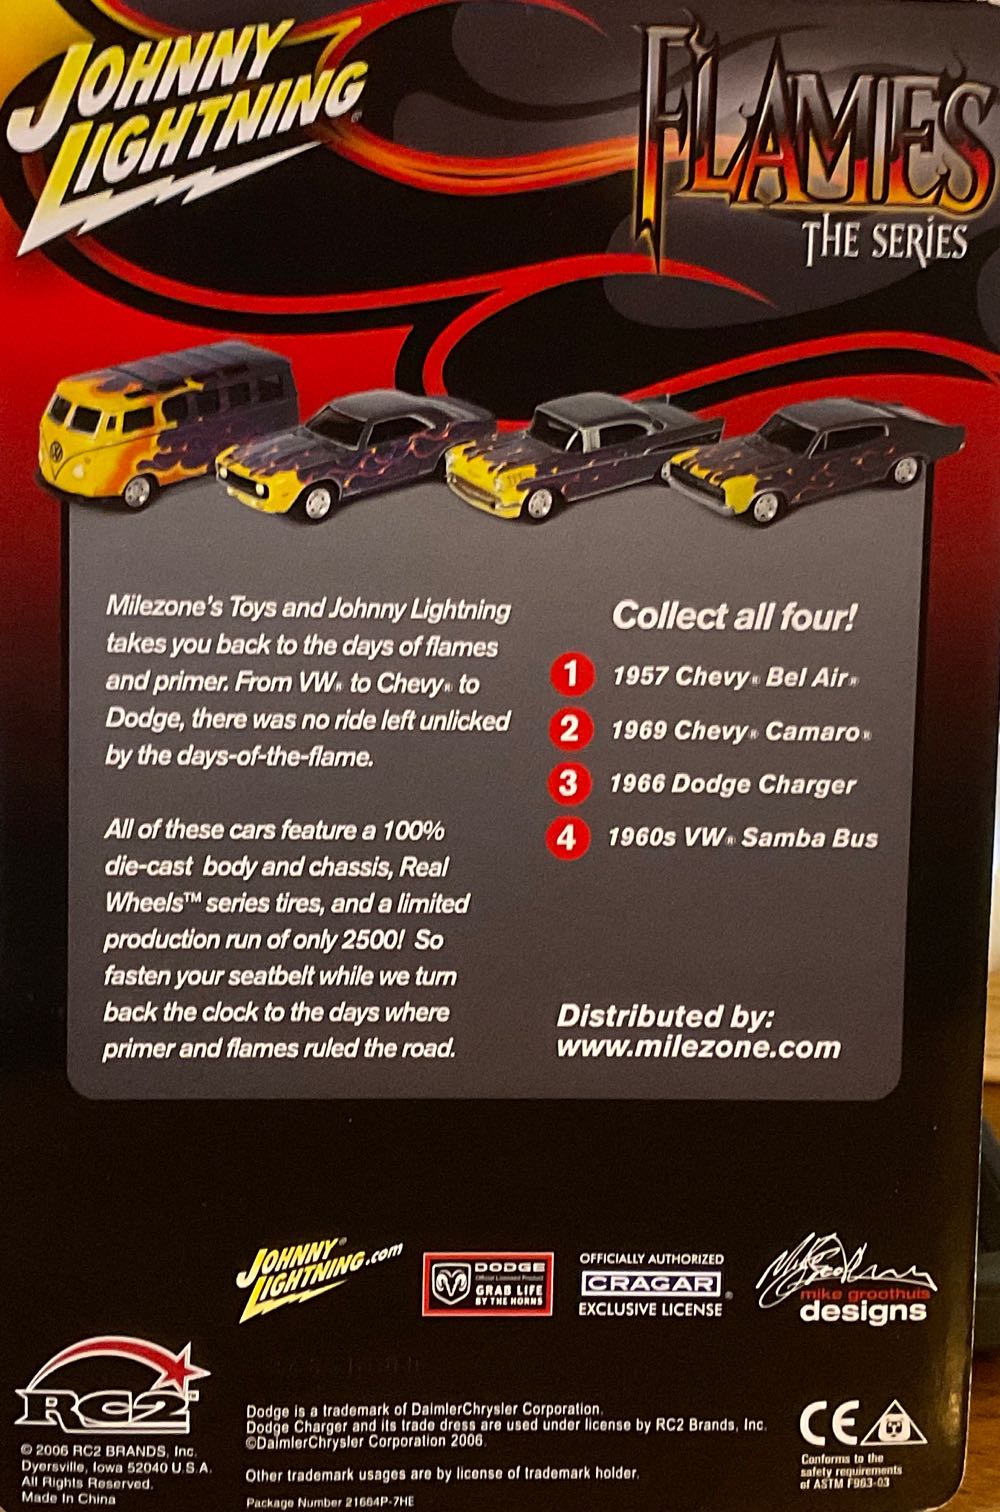 JOHNNY
LIGHTNING®
FLAMES
THE SERIES
Milezone's Toys and Johnny Lightning
takes you back to the days of flames
and primer. From VW® to Chevy® to
Dodge, there was no ride left unlicked
by the days-of-the-flame.
All of these cars feature a 100%
die-cast body and chassis, Real
Wheels™ series tires, and a limited
production run of only 2500! So
fasten your seatbelt while we turn
back the clock to the days where
primer and flames ruled the road.
Collect all four!
1 1957 Chevy® Bel Air®
2 1969 Chevy® Camaro®
3 1966 Dodge Charger
4 1960s VW® Samba Bus
Distributed by:
www.milezone.com
JOHNNY®
LIGHTNING.com
DODGE
Official Licensed Product
GRAB LIFE
BY THE HORNS
OFFICIALLY AUTHORIZED
CRAGAR®
EXCLUSIVE LICENSE
mike groothuis
designs
RC2™
© 2006 RC2 BRANDS, Inc.
Dyersville, Iowa 52040 U.S.A.
All Rights Reserved.
Made In China
Dodge is a trademark of DaimlerChrysler Corporation.
Dodge Charger and its trade dress are used under license by RC2 Brands, Inc.
©DaimlerChrysler Corporation 2006.
Other trademark usages are by license of trademark holder.
Package Number 21664P-7HE
CE
Conforms to the
safety requirements
of ASTM F963-03